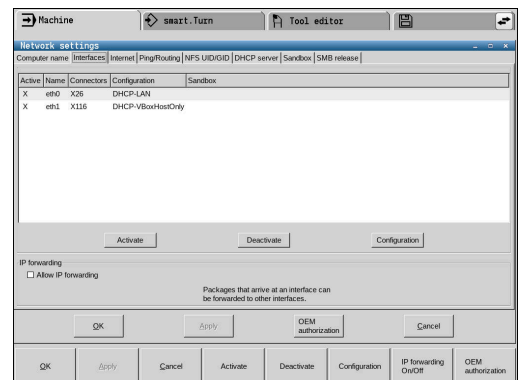 Machine
smart.Turn
Tool editor
Network settings
Computer name Interfaces Internet Ping/Routing NFS UID/GID DHCP server Sandbox SMB release
Active Name Connectors Configuration Sandbox
X eth0 X26 DHCP-LAN
X eth1 X116 DHCP-VBoxHostOnly
Activate Deactivate Configuration
IP forwarding
Allow IP forwarding
Packages that arrive at an interface can
be forwarded to other interfaces.
OK Apply OEM authorization Cancel
OK Apply Cancel Activate Deactivate Configuration IP forwarding On/Off OEM authorization